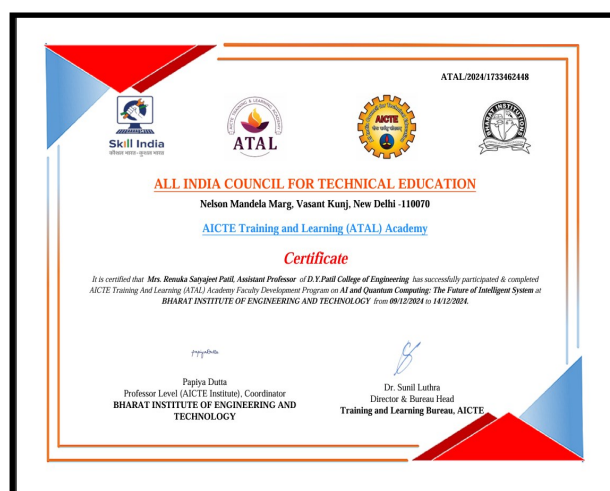 ATAL/2024/1733462448
Skill India
कौशल भारत-कुशल भारत
AICTE TRAINING & LEARNING ACADEMY
ATAL
AICTE
BHARAT INSTITUTIONS
ALL INDIA COUNCIL FOR TECHNICAL EDUCATION
Nelson Mandela Marg, Vasant Kunj, New Delhi -110070
AICTE Training and Learning (ATAL) Academy
Certificate
It is certified that Mrs. Renuka Satyajeet Patil, Assistant Professor of D.Y.Patil College of Engineering has successfully participated & completed
AICTE Training And Learning (ATAL) Academy Faculty Development Program on AI and Quantum Computing: The Future of Intelligent System at
BHARAT INSTITUTE OF ENGINEERING AND TECHNOLOGY from 09/12/2024 to 14/12/2024.
papiyadutta
Papiya Dutta
Professor Level (AICTE Institute), Coordinator
BHARAT INSTITUTE OF ENGINEERING AND
TECHNOLOGY
Dr. Sunil Luthra
Director & Bureau Head
Training and Learning Bureau, AICTE